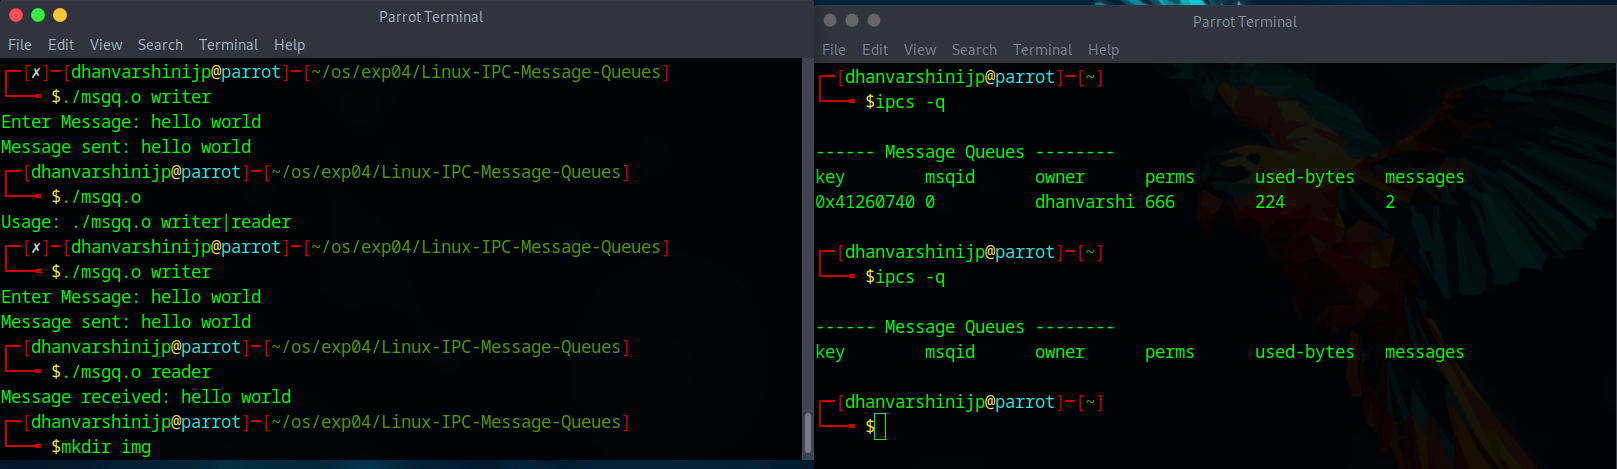 Parrot Terminal
File Edit View Search Terminal Help
┌─[✗]─[dhanvarshinijp@parrot]─[~/os/exp04/Linux-IPC-Message-Queues]
└──╼ $./msgq.o writer
Enter Message: hello world
Message sent: hello world
┌─[dhanvarshinijp@parrot]─[~/os/exp04/Linux-IPC-Message-Queues]
└──╼ $./msgq.o
Usage: ./msgq.o writer|reader
┌─[✗]─[dhanvarshinijp@parrot]─[~/os/exp04/Linux-IPC-Message-Queues]
└──╼ $./msgq.o writer
Enter Message: hello world
Message sent: hello world
┌─[dhanvarshinijp@parrot]─[~/os/exp04/Linux-IPC-Message-Queues]
└──╼ $./msgq.o reader
Message received: hello world
┌─[dhanvarshinijp@parrot]─[~/os/exp04/Linux-IPC-Message-Queues]
└──╼ $mkdir img
Parrot Terminal
File Edit View Search Terminal Help
┌─[dhanvarshinijp@parrot]─[~]
└──╼ $ipcs -q
------ Message Queues --------
key msqid owner perms used-bytes messages
0x41260740 0 dhanvarshi 666 224 2
┌─[dhanvarshinijp@parrot]─[~]
└──╼ $ipcs -q
------ Message Queues --------
key msqid owner perms used-bytes messages
┌─[dhanvarshinijp@parrot]─[~]
└──╼ $